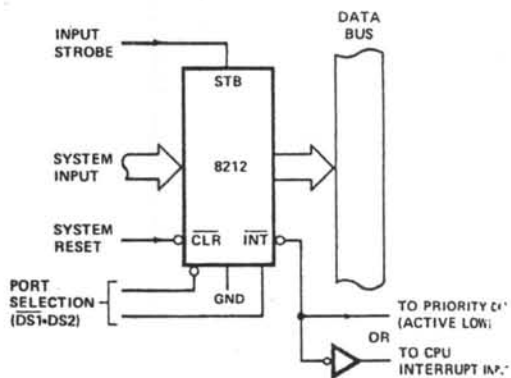 DATA
BUS
INPUT
STROBE
STB
SYSTEM
INPUT
8212
SYSTEM
RESET
CLR INT
PORT
SELECTION
(DS1•DS2)
GND
TO PRIORITY
(ACTIVE LOW)
OR
TO CPU
INTERRUPT